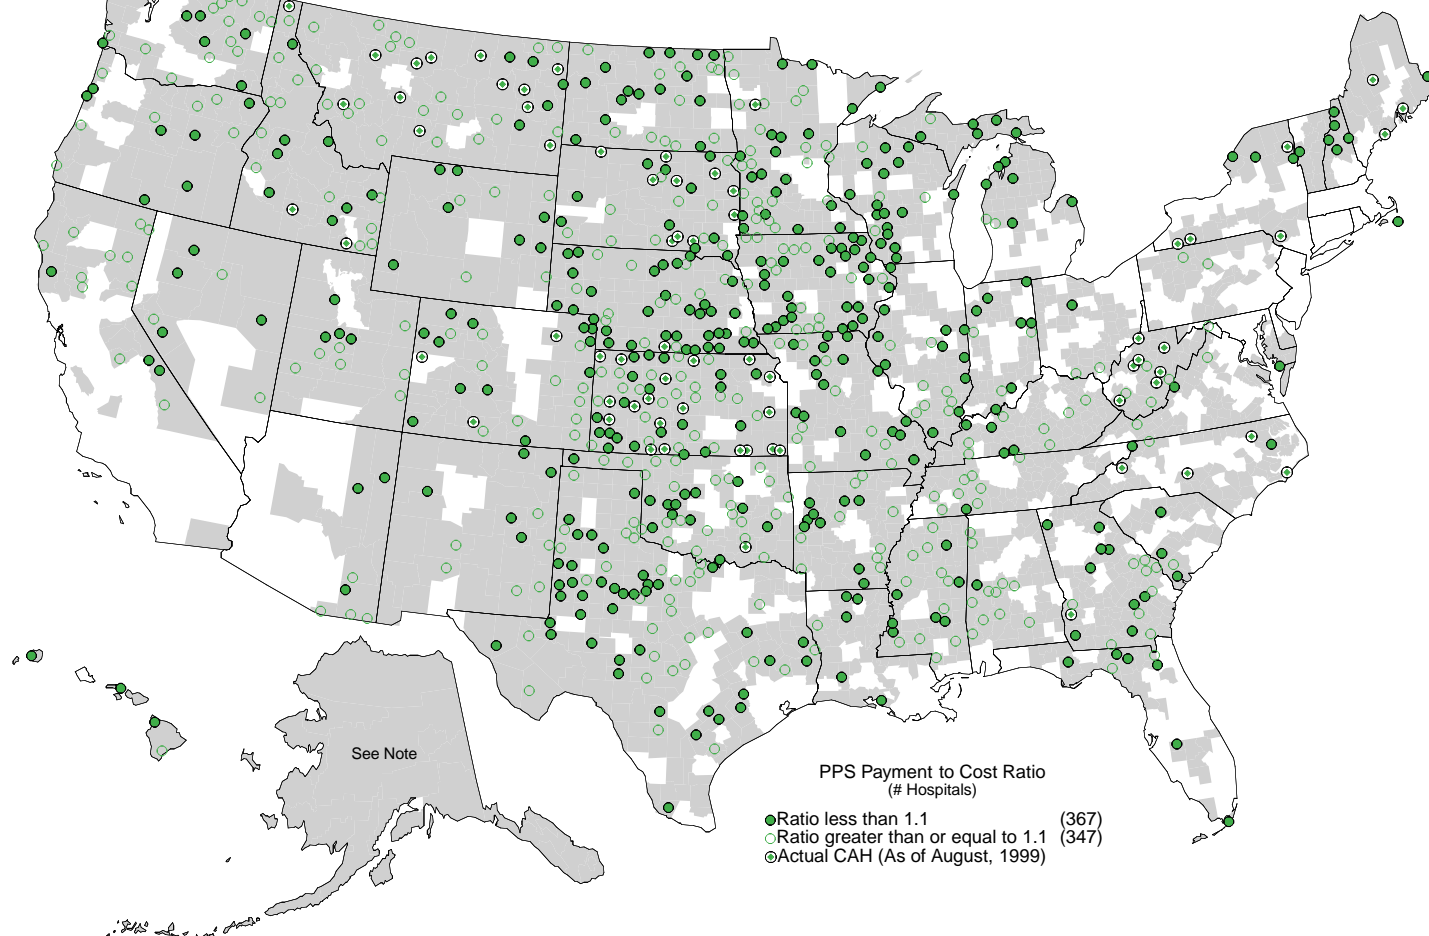 See Note
PPS Payment to Cost Ratio
(# Hospitals)
Ratio less than 1.1 (367)
Ratio greater than or equal to 1.1 (347)
Actual CAH (As of August, 1999)